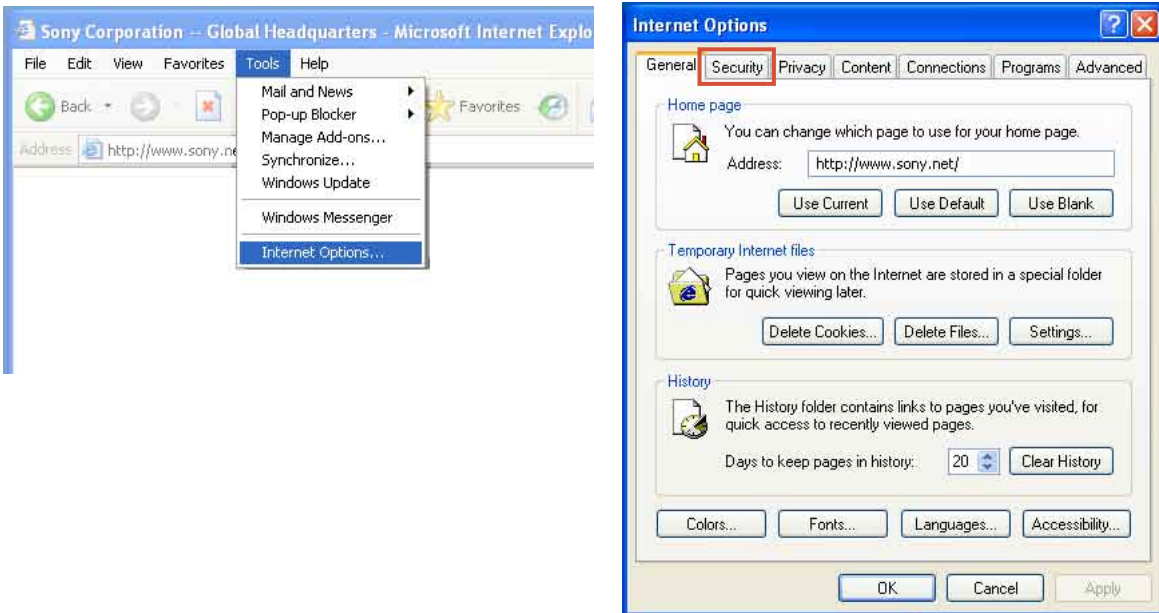 Sony Corporation -- Global Headquarters - Microsoft Internet Explo
File Edit View Favorites Tools Help
Back Favorites
Address http://www.sony.ne
Mail and News
Pop-up Blocker
Manage Add-ons...
Synchronize...
Windows Update
Windows Messenger
Internet Options...
Internet Options
General Security Privacy Content Connections Programs Advanced
Home page
You can change which page to use for your home page.
Address: http://www.sony.net/
Use Current Use Default Use Blank
Temporary Internet files
Pages you view on the Internet are stored in a special folder
for quick viewing later.
Delete Cookies... Delete Files... Settings...
History
The History folder contains links to pages you've visited, for
quick access to recently viewed pages.
Days to keep pages in history: 20 Clear History
Colors... Fonts... Languages... Accessibility...
OK Cancel Apply